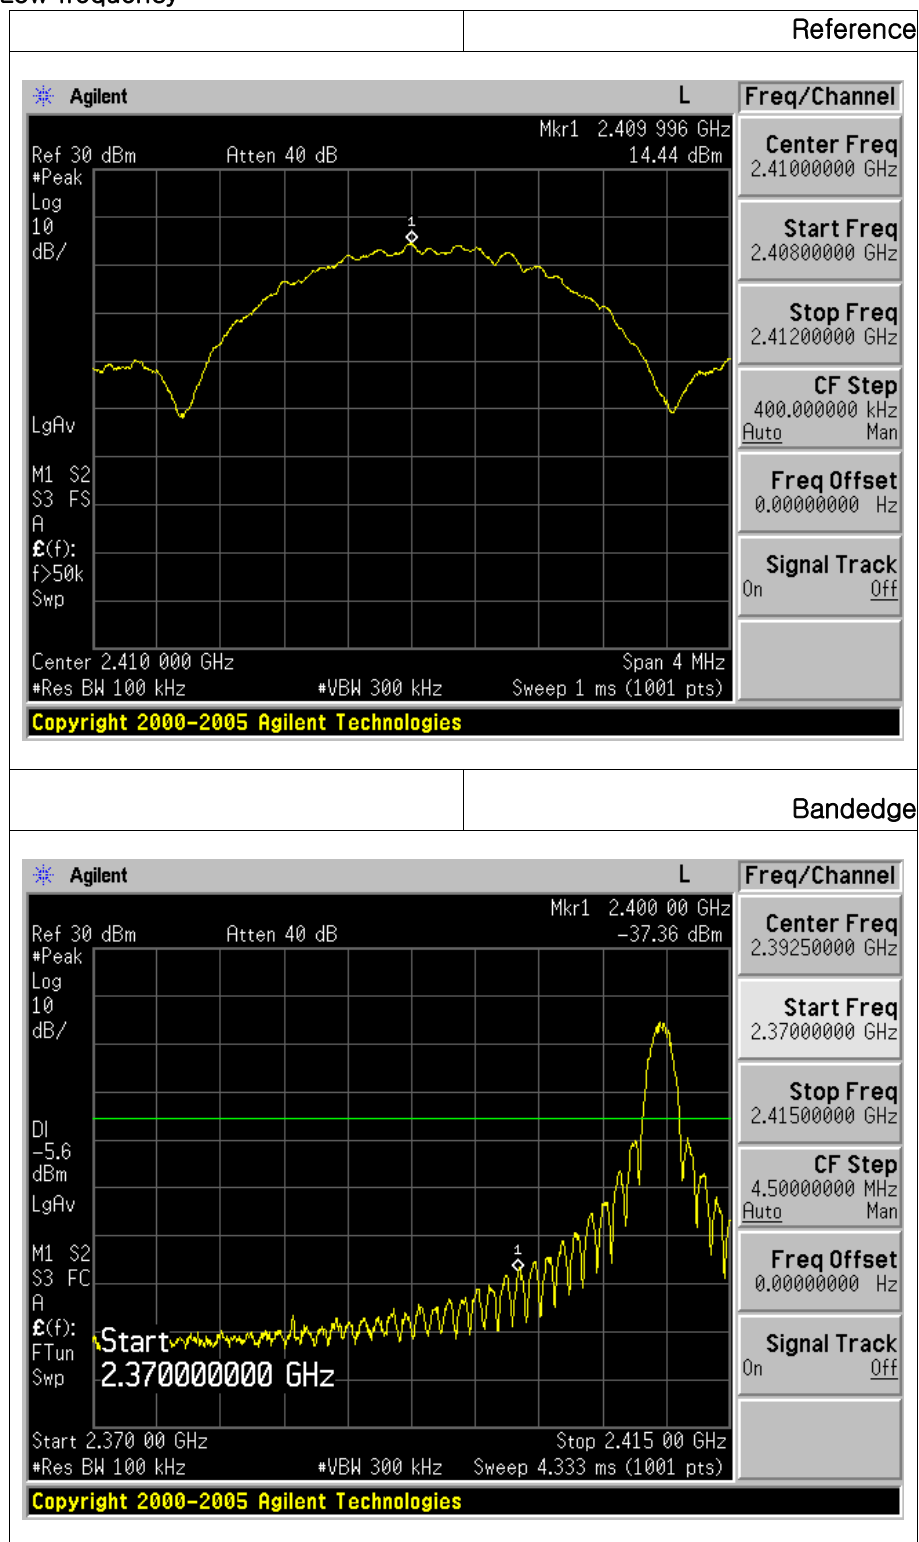 Low frequency
Reference
Agilent L Freq/Channel
Mkr1 2.409 996 GHz
Ref 30 dBm Atten 40 dB 14.44 dBm
#Peak
Log
10
dB/
1
LgAv
M1 S2
S3 FS
A
£(f):
f>50k
Swp
Center 2.410 000 GHz Span 4 MHz
#Res BW 100 kHz #VBW 300 kHz Sweep 1 ms (1001 pts)
Copyright 2000-2005 Agilent Technologies
Center Freq
2.41000000 GHz
Start Freq
2.40800000 GHz
Stop Freq
2.41200000 GHz
CF Step
400.000000 kHz
Auto Man
Freq Offset
0.00000000 Hz
Signal Track
On Off
Bandedge
Agilent L Freq/Channel
Mkr1 2.400 00 GHz
Ref 30 dBm Atten 40 dB -37.36 dBm
#Peak
Log
10
dB/
DI
-5.6
dBm
LgAv
1
M1 S2
S3 FC
A
£(f):
FTun
Swp
Start
2.370000000 GHz
Start 2.370 00 GHz Stop 2.415 00 GHz
#Res BW 100 kHz #VBW 300 kHz Sweep 4.333 ms (1001 pts)
Copyright 2000-2005 Agilent Technologies
Center Freq
2.39250000 GHz
Start Freq
2.37000000 GHz
Stop Freq
2.41500000 GHz
CF Step
4.50000000 MHz
Auto Man
Freq Offset
0.00000000 Hz
Signal Track
On Off